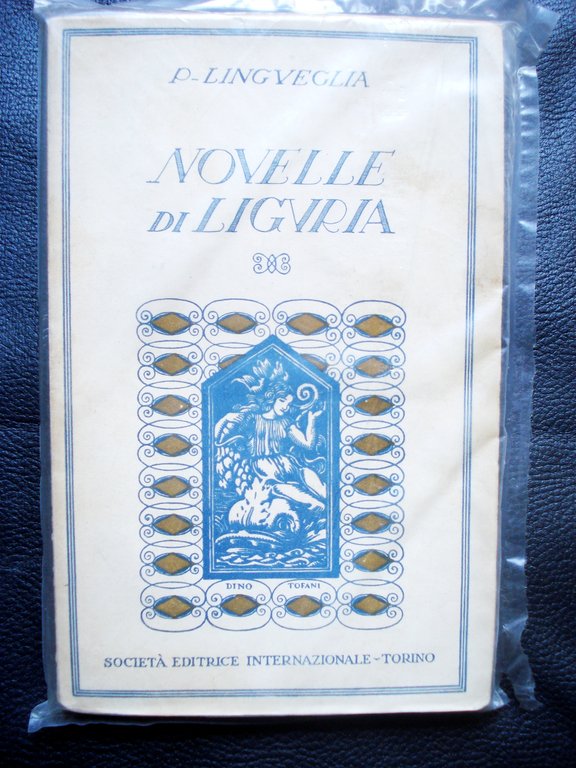 P-LINGVEGLIA
NOVELLE
DI LIGVRIA
DINO TOFANI
SOCIETÀ EDITRICE INTERNAZIONALE-TORINO